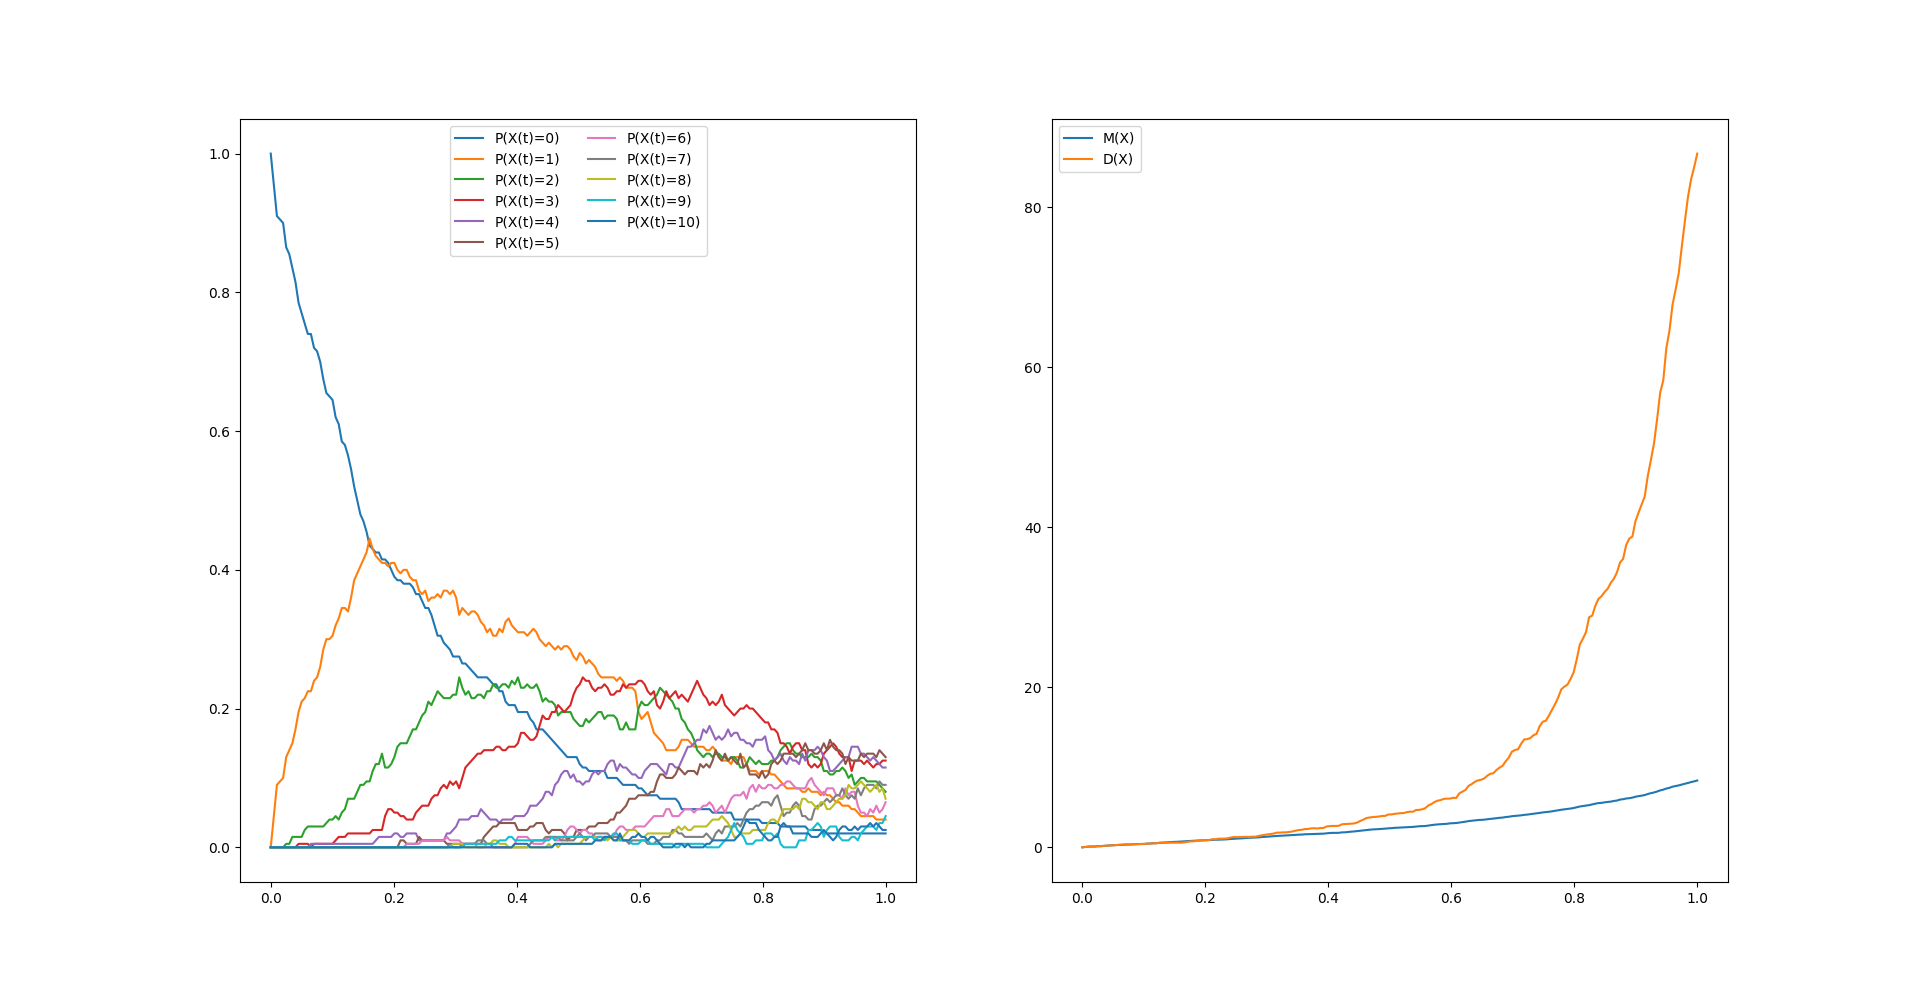 P(X(t)=0)
P(X(t)=1)
P(X(t)=2)
P(X(t)=3)
P(X(t)=4)
P(X(t)=5)
P(X(t)=6)
P(X(t)=7)
P(X(t)=8)
P(X(t)=9)
P(X(t)=10)
1.0
0.8
0.6
0.4
0.2
0.0
0.0 0.2 0.4 0.6 0.8 1.0
M(X)
D(X)
80
60
40
20
0
0.0 0.2 0.4 0.6 0.8 1.0